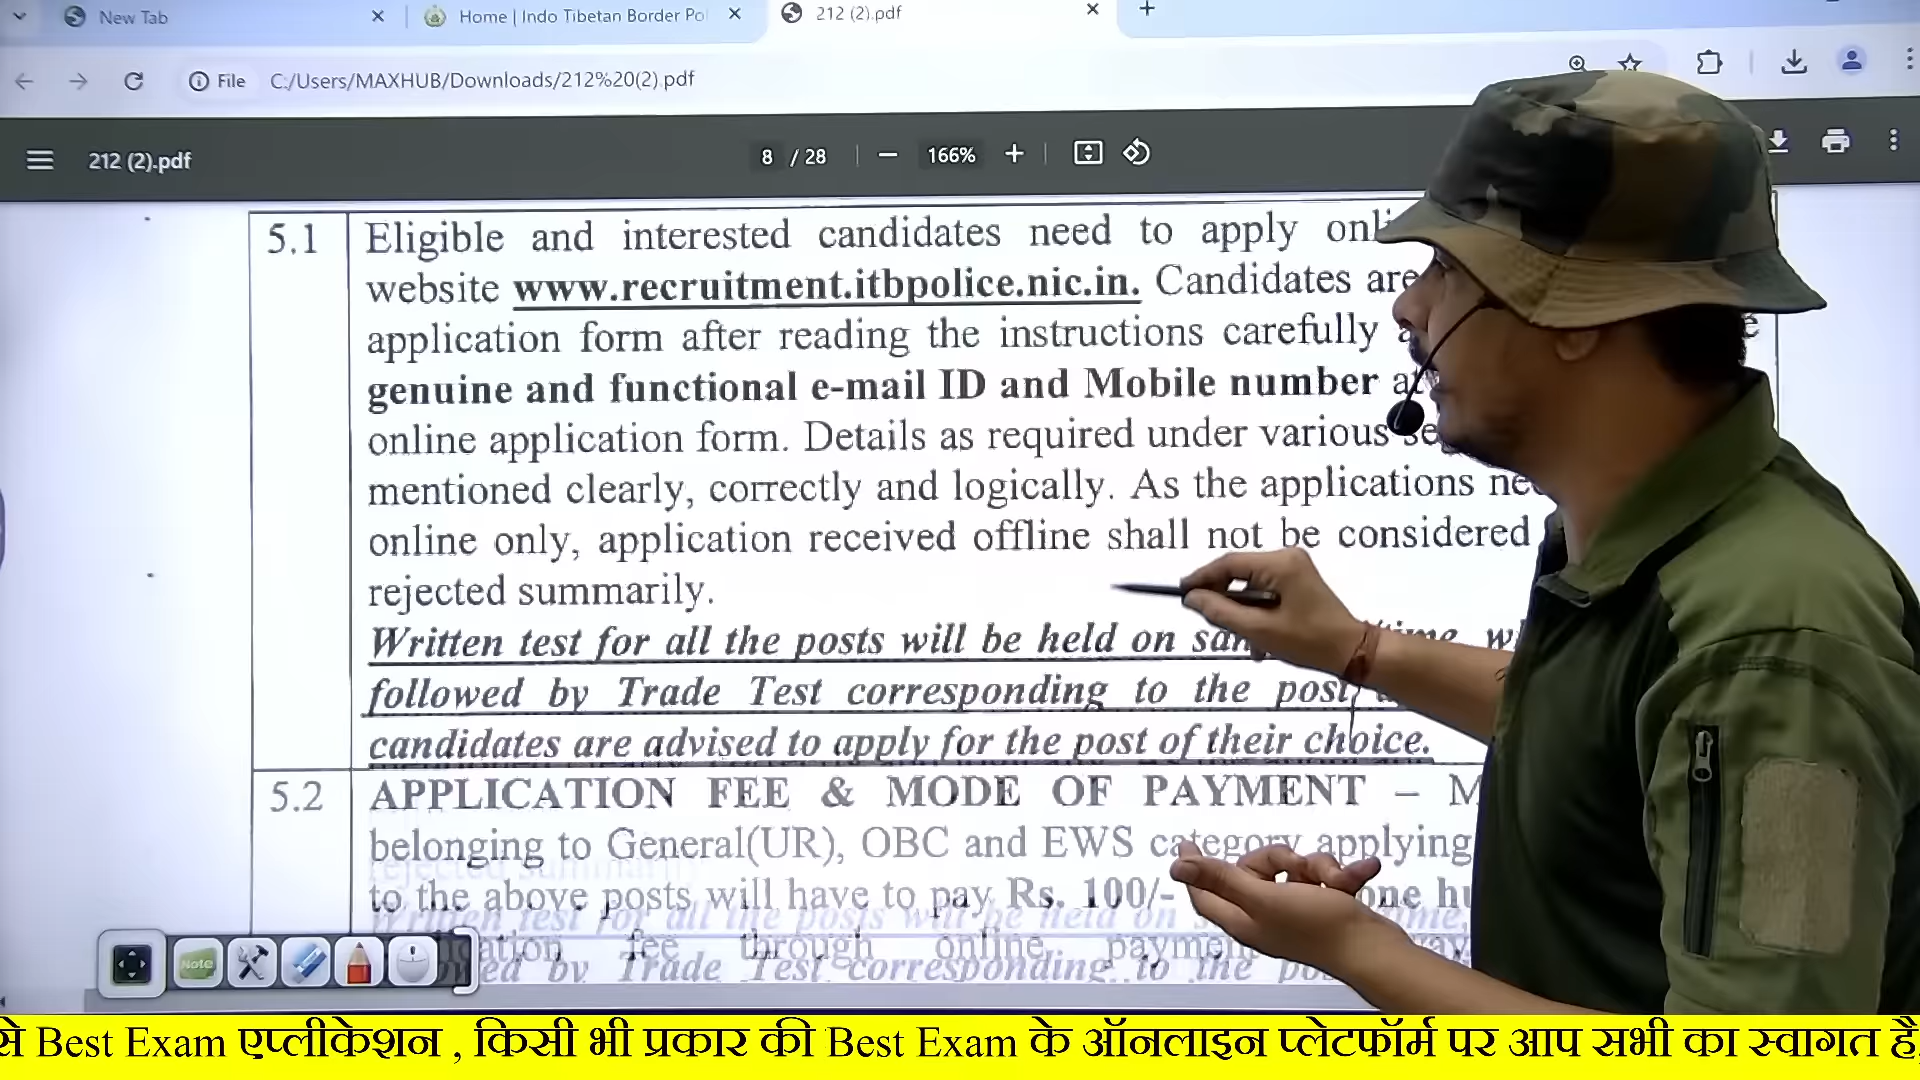 New Tab
Home | Indo Tibetan Border Po
212 (2).pdf
File C:/Users/MAXHUB/Downloads/212%20(2).pdf
212 (2).pdf
8 / 28
166%
5.1 Eligible and interested candidates need to apply
website www.recruitment.itbpolice.nic.in. Candidates are
application form after reading the instructions carefully
genuine and functional e-mail ID and Mobile number
online application form. Details as required under various
mentioned clearly, correctly and logically. As the applications
online only, application received offline shall not be considered
rejected summarily.
Written test for all the posts will be held on
followed by Trade Test corresponding to the post
candidates are advised to apply for the post of their choice.
5.2 APPLICATION FEE & MODE OF PAYMENT –
belonging to General(UR), OBC and EWS category applying
to the above posts will have to pay Rs. 100/- one
fee through online
Note
से Best Exam एप्लीकेशन , किसी भी प्रकार की Best Exam के ऑनलाइन प्लेटफॉर्म पर आप सभी का स्वागत है,